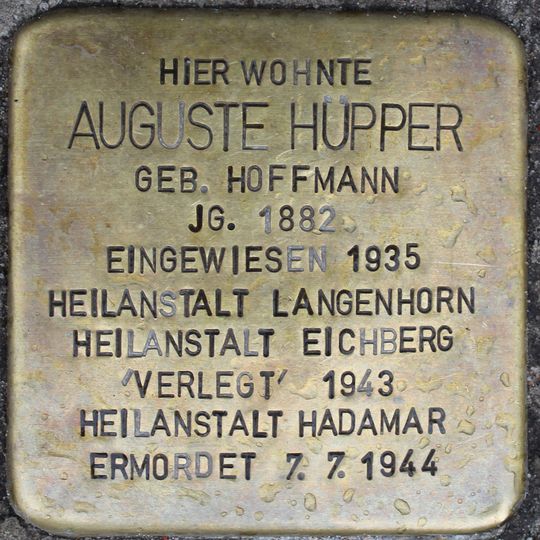 HIER WOHNTE
AUGUSTE HÜPPER
GEB. HOFFMANN
JG. 1882
EINGEWIESEN 1935
HEILANSTALT LANGENHORN
HEILANSTALT EICHBERG
'VERLEGT' 1943
HEILANSTALT HADAMAR
ERMORDET 7. 7. 1944